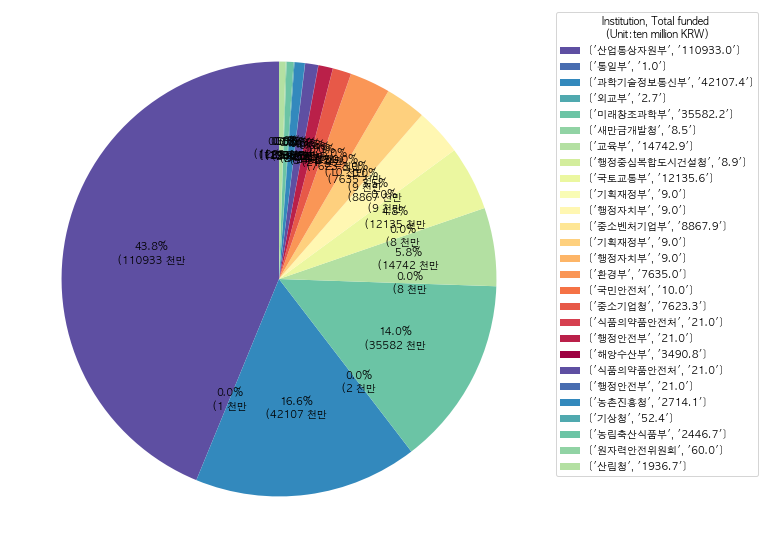 Institution, Total funded
(Unit:ten million KRW)
['산업통상자원부', '110933.0']
['통일부', '1.0']
['과학기술정보통신부', '42107.4']
['외교부', '2.7']
['미래창조과학부', '35582.2']
['새만금개발청', '8.5']
['교육부', '14742.9']
['행정중심복합도시건설청', '8.9']
['국토교통부', '12135.6']
['기획재정부', '9.0']
['행정자치부', '9.0']
['중소벤처기업부', '8867.9']
['기획재정부', '9.0']
['행정자치부', '9.0']
['환경부', '7635.0']
['국민안전처', '10.0']
['중소기업청', '7623.3']
['식품의약품안전처', '21.0']
['행정안전부', '21.0']
['해양수산부', '3490.8']
['식품의약품안전처', '21.0']
['행정안전부', '21.0']
['농촌진흥청', '2714.1']
['기상청', '52.4']
['농림축산식품부', '2446.7']
['원자력안전위원회', '60.0']
['산림청', '1936.7']
(8867 천만
0.0%
(9 천만
4.8%
(12135 천만
0.0%
(8 천만
5.8%
(14742 천만
0.0%
(8 천만
43.8%
(110933 천만
14.0%
(35582 천만
0.0%
(2 천만
0.0%
(1 천만
16.6%
(42107 천만